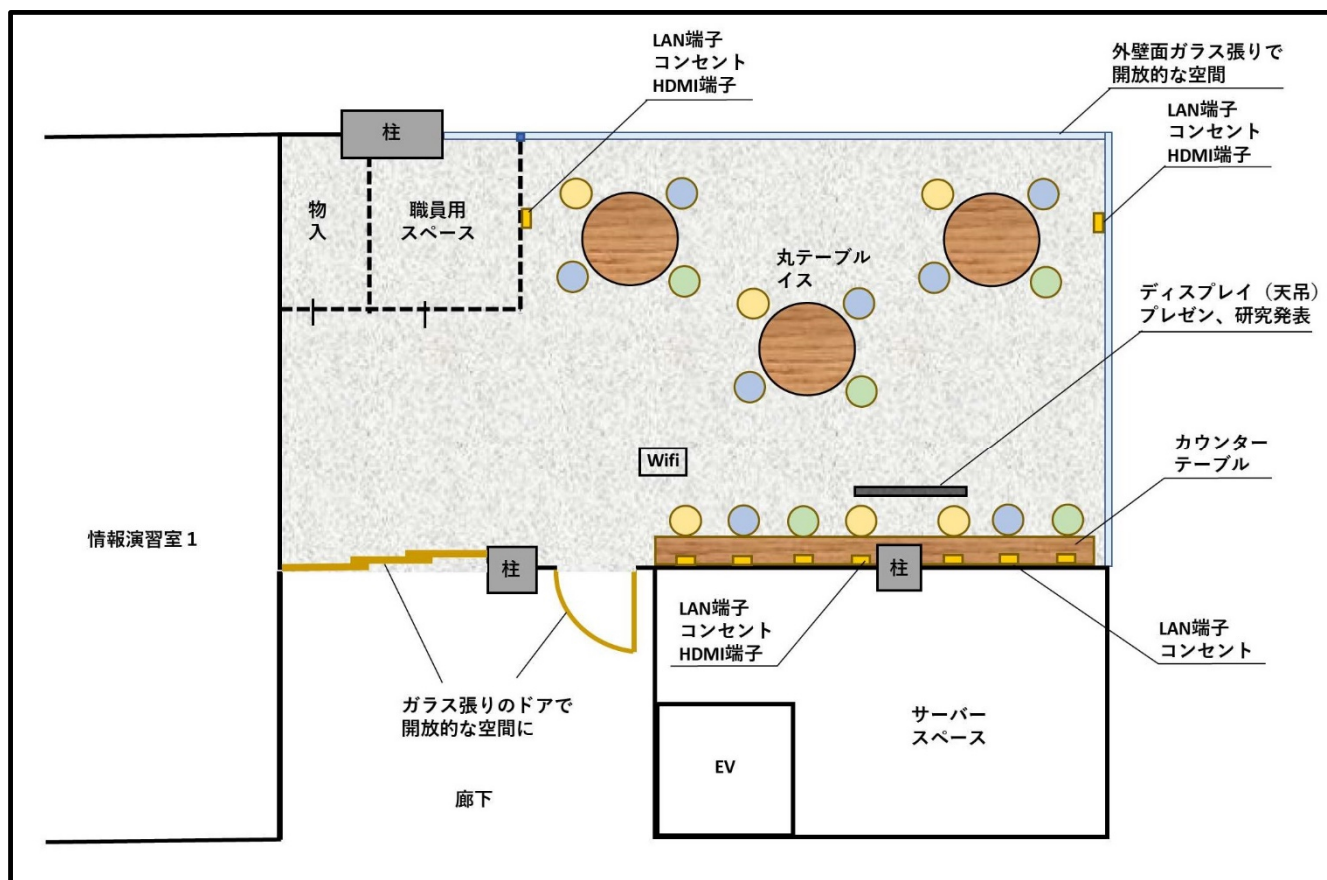 LAN端子
コンセント
HDMI端子
外壁面ガラス張りで
開放的な空間
LAN端子
コンセント
HDMI端子
柱
物
入
職員用
スペース
丸テーブル
イス
ディスプレイ（天吊）
プレゼン、研究発表
Wifi
カウンター
テーブル
情報演習室１
柱
柱
LAN端子
コンセント
HDMI端子
LAN端子
コンセント
ガラス張りのドアで
開放的な空間に
サーバー
スペース
EV
廊下